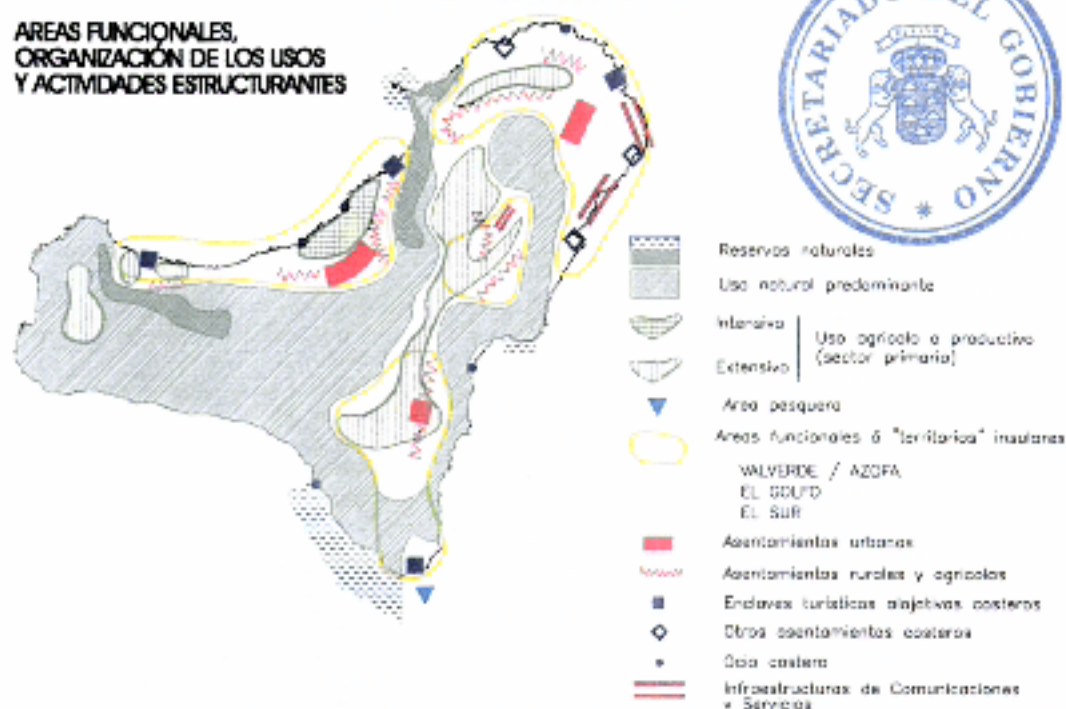 AREAS FUNCIONALES,
ORGANIZACIÓN DE LOS USOS
Y ACTIVIDADES ESTRUCTURANTES
SECRETARIADO DEL GOBIERNO
Reservas naturales
Uso natural predominante
Intensivo
Extensivo
Uso agrícola o productivo
(sector primario)
Area pesquera
Areas funcionales ó "territorios" insulares
VALVERDE / AZOFA
EL GOLFO
EL SUR
Asentamientos urbanos
Asentamientos rurales y agrícolas
Enclaves turísticos alojativos costeros
Otros asentamientos costeros
Ocio costero
Infraestructuras de Comunicaciones
y Servicios